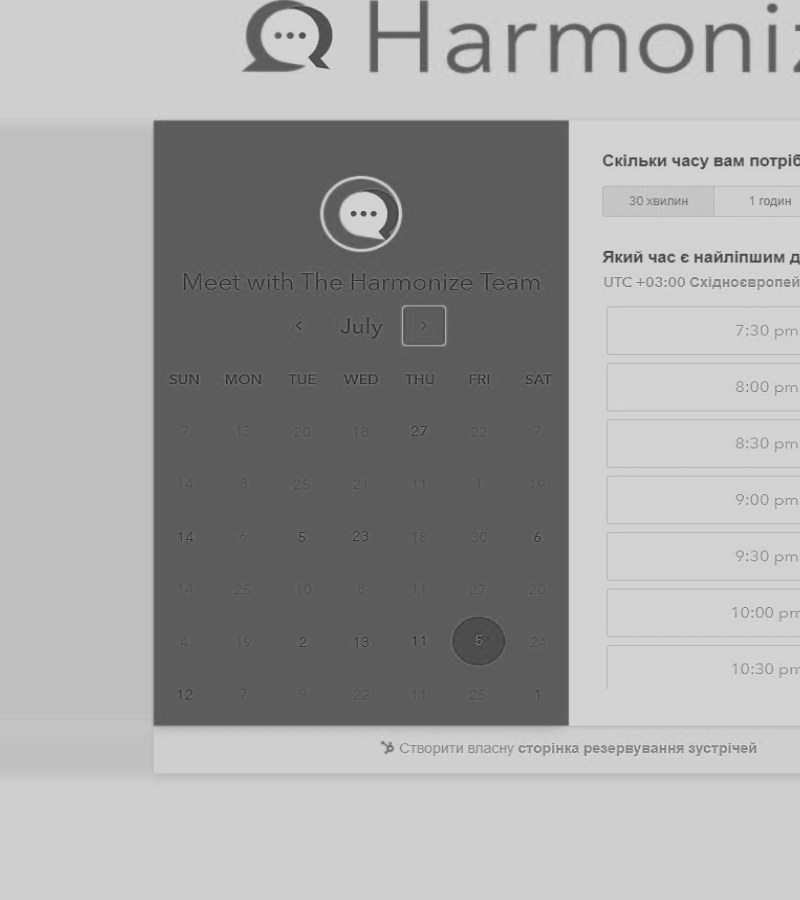 Harmoniz
Meet with The Harmonize Team
< July >
SUN MON TUE WED THU FRI SAT
7 13 20 18 27 22 7
14 8 25 21 11 1 19
14 6 5 23 18 30 6
14 25 10 8 11 27 20
4 19 2 13 11 5 24
12 7 9 22 11 25 1
Скільки часу вам потріб
30 хвилин 1 годин
Який час є найліпшим д
UTC +03:00 Східноєвропей
7:30 pm
8:00 pm
8:30 pm
9:00 pm
9:30 pm
10:00 pm
10:30 pm
Створити власну сторінка резервування зустрічей